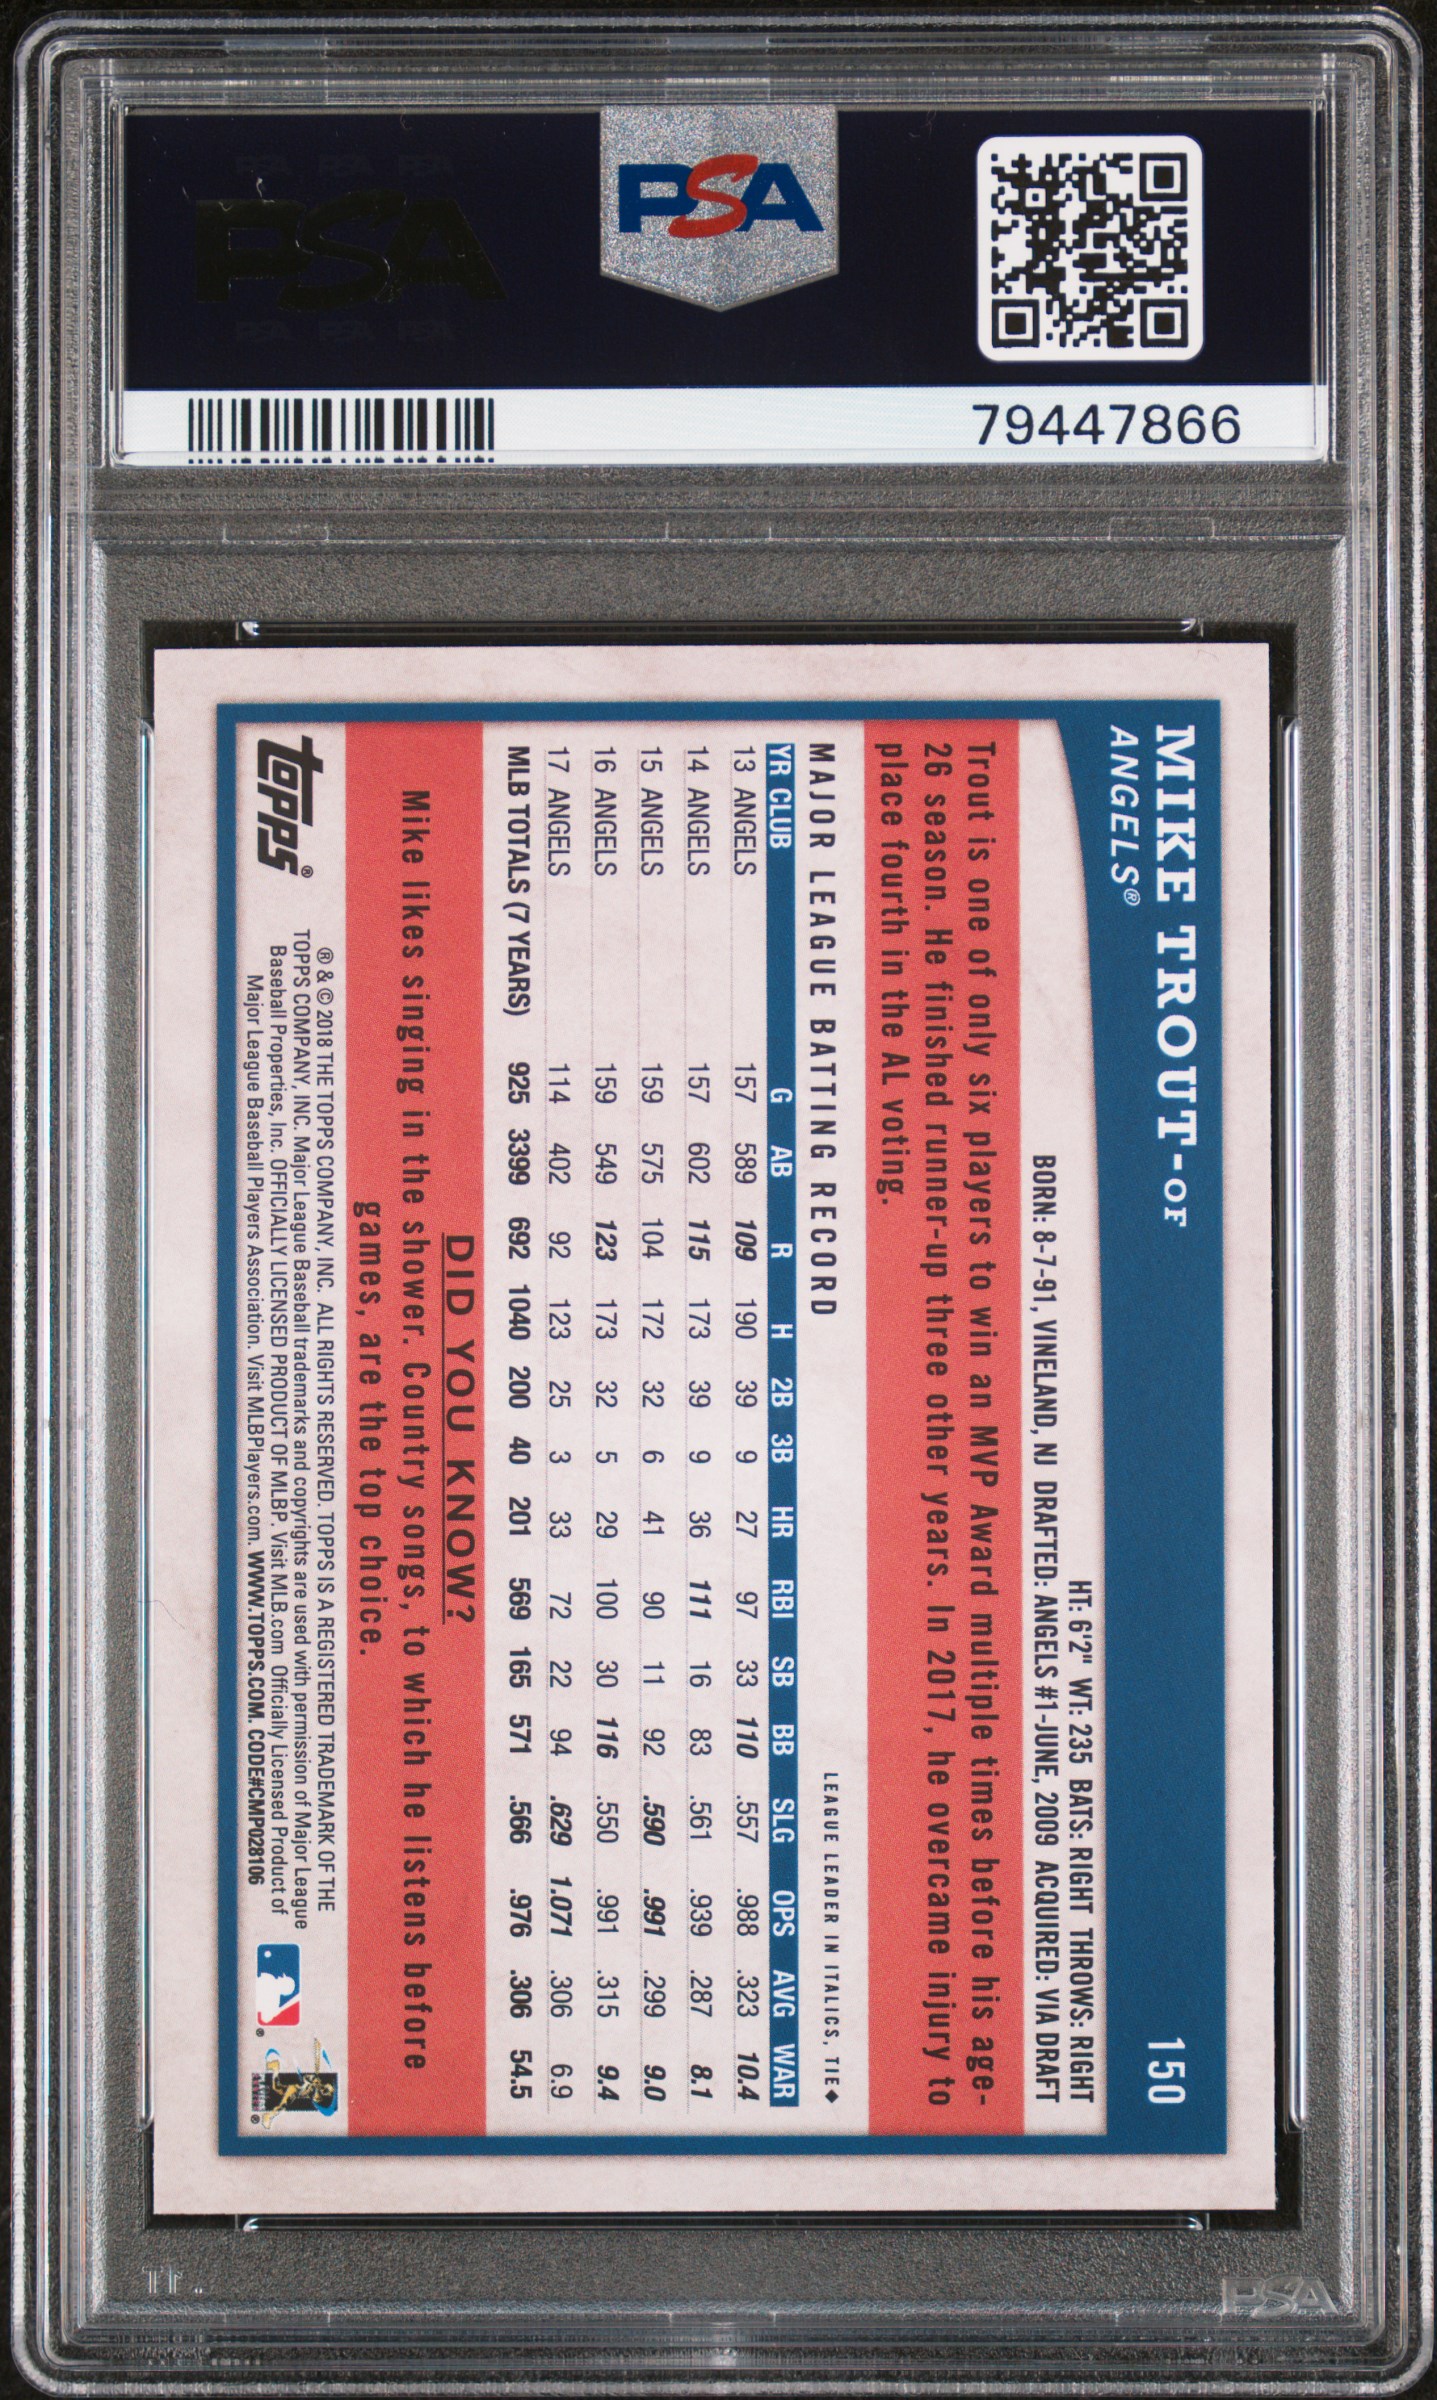 PSA
PSA
79447866
MIKE TROUT-OF
150
ANGELS®
HT: 6'2" WT: 235 BATS: RIGHT THROWS: RIGHT
BORN: 8-7-91, VINELAND, NJ DRAFTED: ANGELS #1-JUNE, 2009 ACQUIRED: VIA DRAFT
Trout is one of only six players to win an MVP Award multiple times before his age-
26 season. He finished runner-up three other years. In 2017, he overcame injury to
place fourth in the AL voting.
MAJOR LEAGUE BATTING RECORD
LEAGUE LEADER IN ITALICS, TIE♦
YR CLUB G AB R H 2B 3B HR RBI SB BB SLG OPS AVG WAR
13 ANGELS 157 589 109 190 39 9 27 97 33 110 .557 .988 .323 10.4
14 ANGELS 157 602 115 173 39 9 36 111 16 83 .561 .939 .287 8.1
15 ANGELS 159 575 104 172 32 6 41 90 11 92 .590 .991 .299 9.0
16 ANGELS 159 549 123 173 32 5 29 100 30 116 .550 .991 .315 9.4
17 ANGELS 114 402 92 123 25 3 33 72 22 94 .629 1.071 .306 6.9
MLB TOTALS (7 YEARS) 925 3399 692 1040 200 40 201 569 165 571 .566 .976 .306 54.5
DID YOU KNOW?
Mike likes singing in the shower. Country songs, to which he listens before
games, are the top choice.
topps®
® & © 2018 THE TOPPS COMPANY, INC. ALL RIGHTS RESERVED. TOPPS IS A REGISTERED TRADEMARK OF THE
TOPPS COMPANY, INC. Major League Baseball trademarks and copyrights are used with permission of Major League
Baseball Properties, Inc. OFFICIALLY LICENSED PRODUCT OF MLBP. Visit MLB.com Officially Licensed Product of
Major League Baseball Players Association. Visit MLBPlayers.com. WWW.TOPPS.COM. CODE#CMP028106
PSA